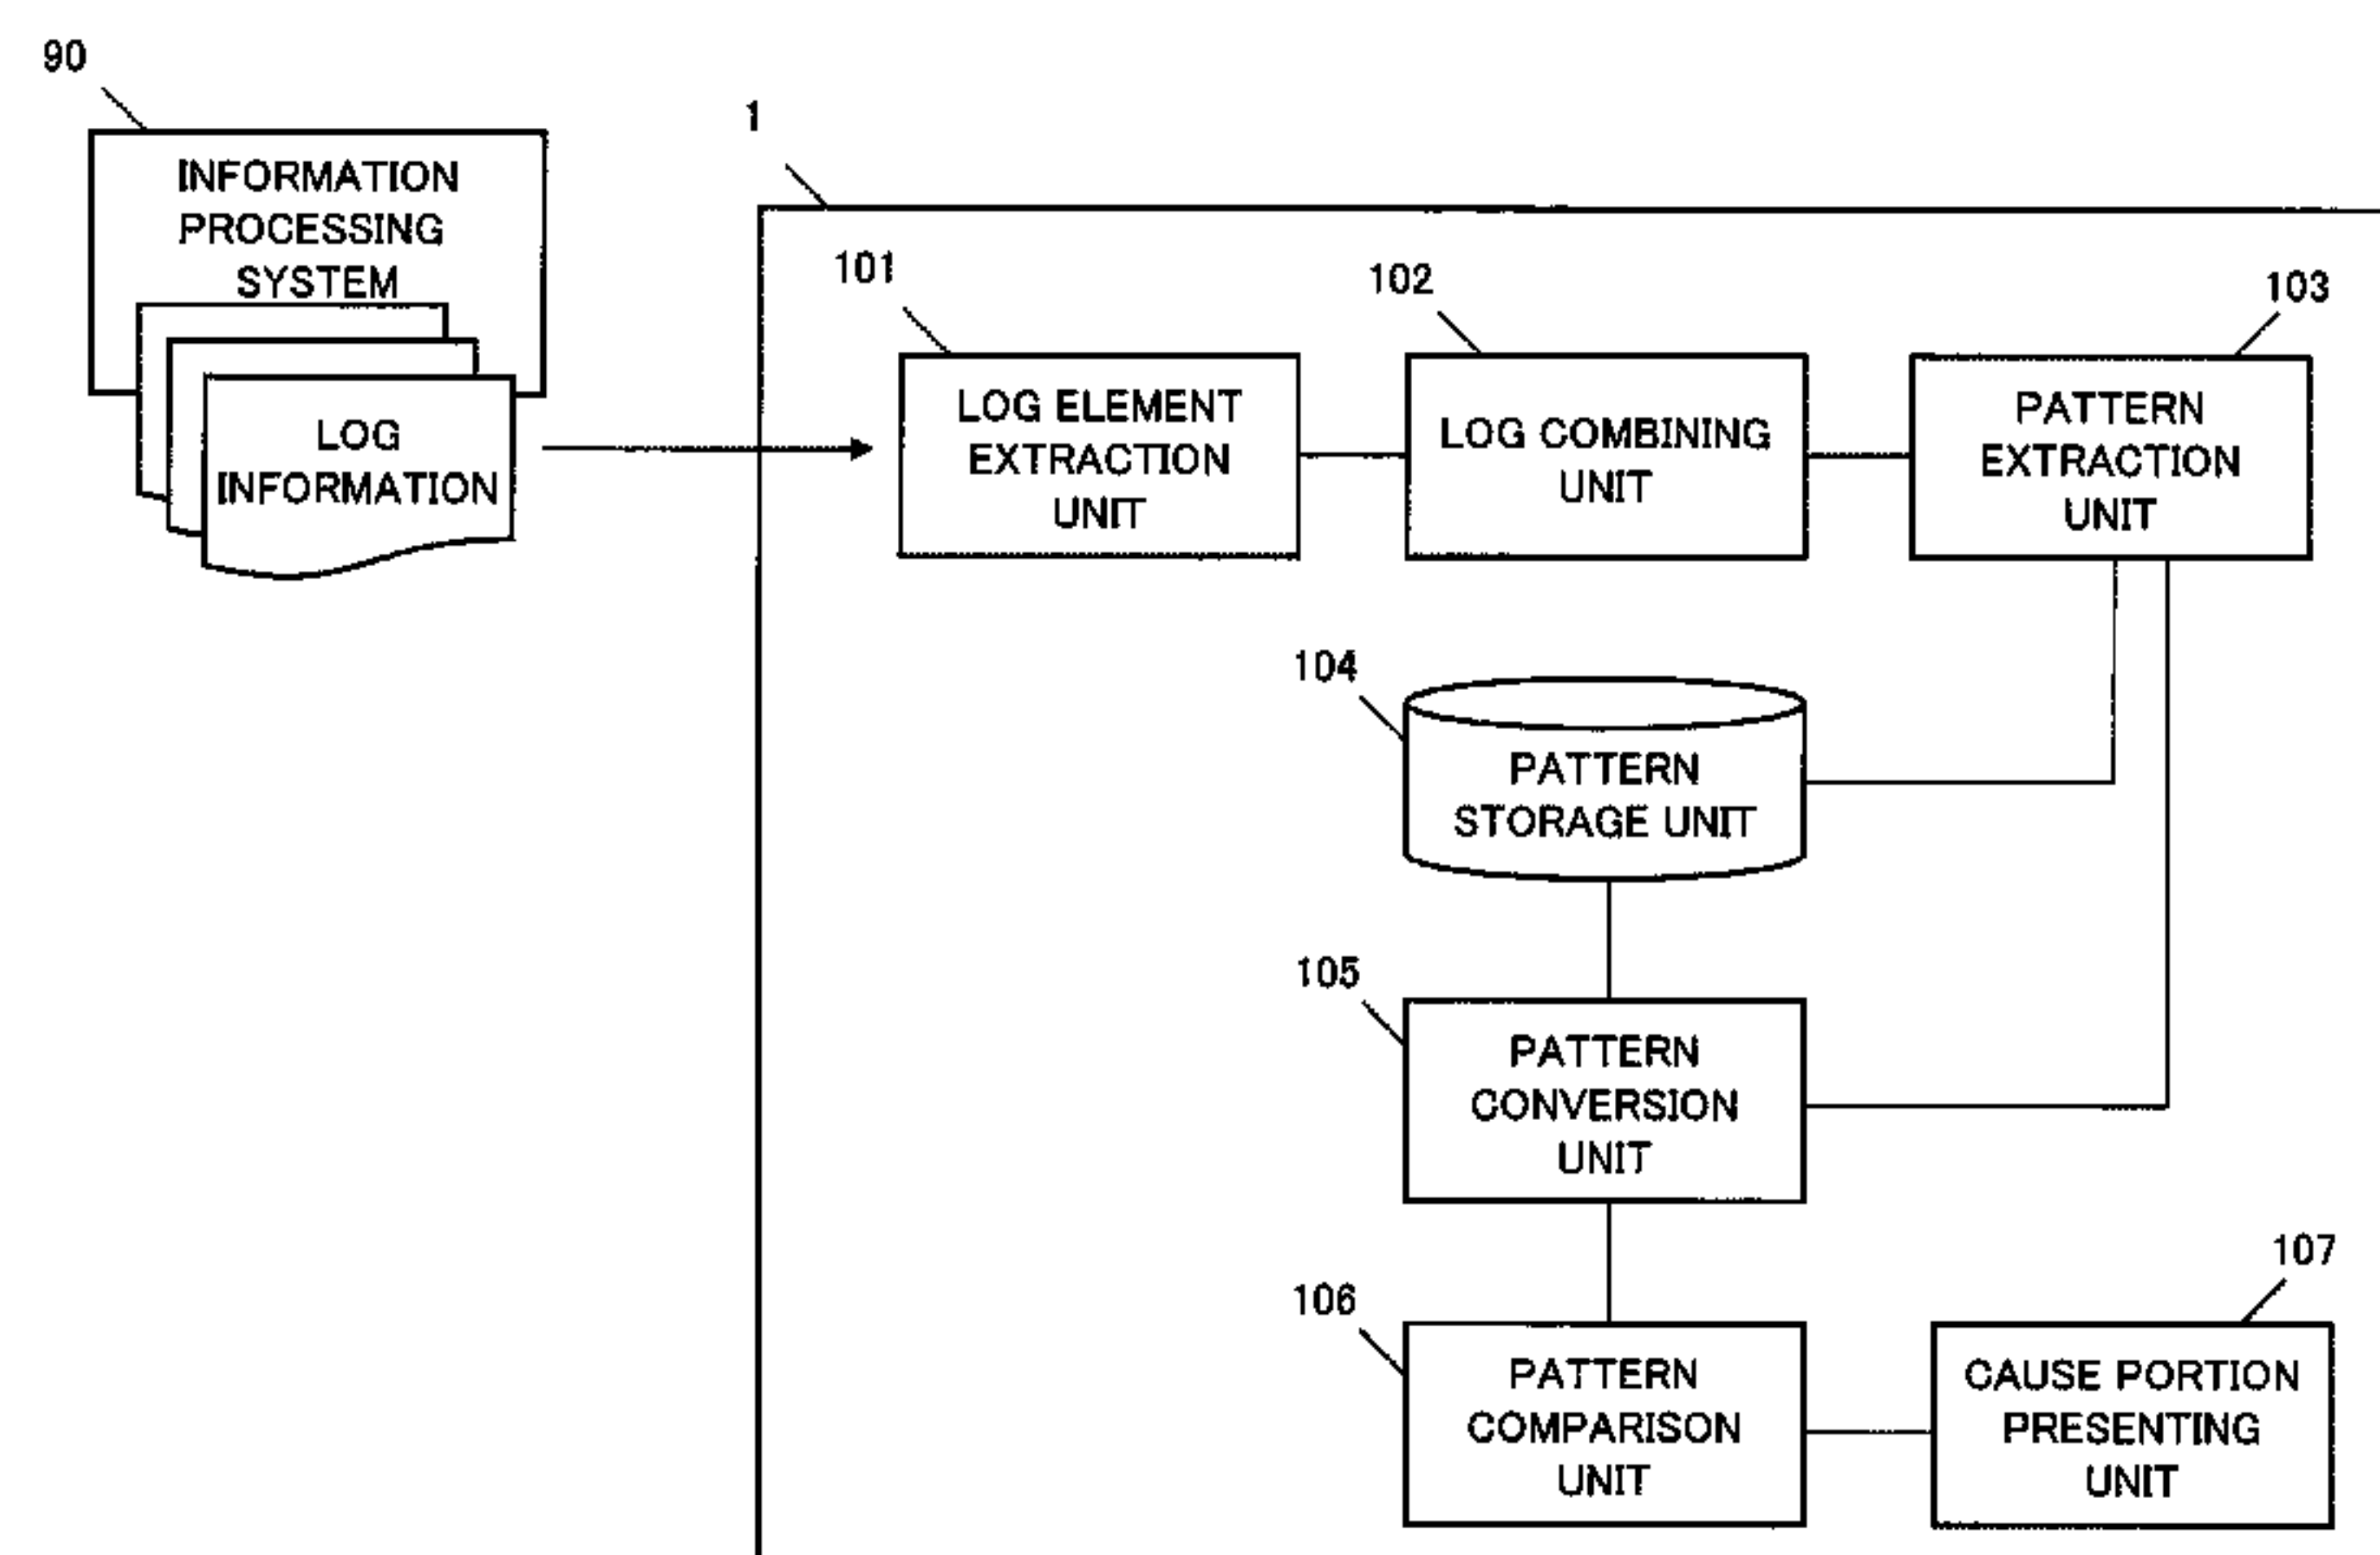 90
INFORMATION
PROCESSING
SYSTEM
LOG
INFORMATION
1
101
LOG ELEMENT
EXTRACTION
UNIT
102
LOG COMBINING
UNIT
103
PATTERN
EXTRACTION
UNIT
104
PATTERN
STORAGE UNIT
105
PATTERN
CONVERSION
UNIT
106
PATTERN
COMPARISON
UNIT
107
CAUSE PORTION
PRESENTING
UNIT